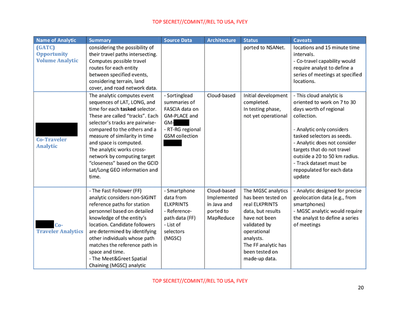 TOP SECRET//COMINT//REL TO USA, FVEY
Name of Analytic
Summary
Source Data
Architecture
Status
Caveats
(GATC)
Opportunity
Volume Analytic
considering the possibility of
their travel paths intersecting.
Computes possible travel
routes for each entity
between specified events,
considering terrain, land
cover, and road network data.
ported to NSANet.
locations and 15 minute time
intervals.
- Co-travel capability would
require analyst to define a
series of meetings at specified
locations.
Co-Traveler
Analytic
The analytic computes event
sequences of LAT, LONG, and
time for each tasked selector.
These are called "tracks". Each
selector's tracks are pairwise-
compared to the others and a
measure of similarity in time
and space is computed.
The analytic works cross-
network by computing target
"closeness" based on the GCID
Lat/Long GEO information and
time.
- Sortinglead
summaries of
FASCIA data on
GM-PLACE and
GM
- RT-RG regional
GSM collection
Cloud-based
Initial development
completed.
In testing phase,
not yet operational
- This cloud analytic is
oriented to work on 7 to 30
days worth of regional
collection.
- Analytic only considers
tasked selectors as seeds.
- Analytic does not consider
targets that do not travel
outside a 20 to 50 km radius.
- Track dataset must be
repopulated for each data
update
Co-
Traveler Analytics
- The Fast Follower (FF)
analytic considers non-SIGINT
reference paths for station
personnel based on detailed
knowledge of the entity's
location. Candidate followers
are determined by identifying
other individuals whose path
matches the reference path in
space and time.
- The Meet&Greet Spatial
Chaining (MGSC) analytic
- Smartphone
data from
ELKPRINTS
- Reference-
path data (FF)
- List of
selectors
(MGSC)
Cloud-based
Implemented
in Java and
ported to
MapReduce
The MGSC analytics
has been tested on
real ELKPRINTS
data, but results
have not been
validated by
operational
analysts.
The FF analytic has
been tested on
made-up data.
- Analytic designed for precise
geolocation data (e.g., from
smartphones)
- MGSC analytic would require
the analyst to define a series
of meetings
TOP SECRET//COMINT//REL TO USA, FVEY
20